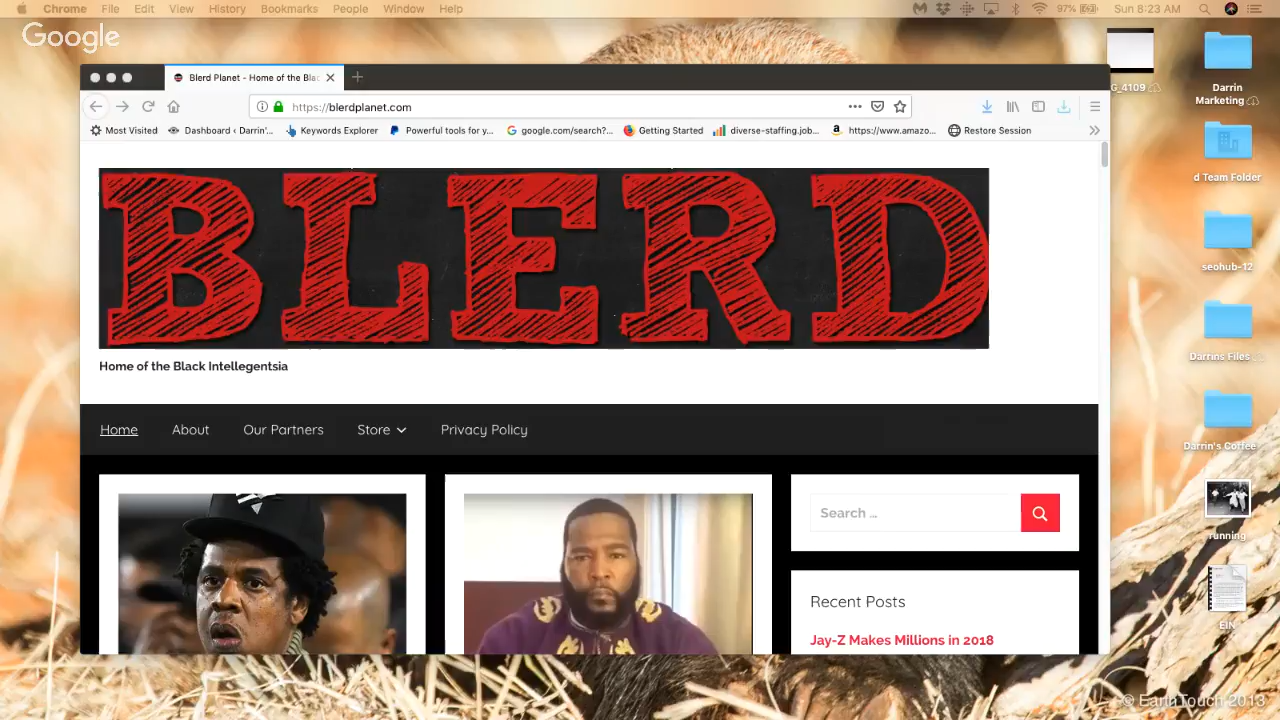 Chrome File Edit View History Bookmarks People Window Help 97% Sun 8:23 AM
Google
Blerd Planet - Home of the Blac
https://blerdplanet.com
Most Visited Dashboard ‹ Darrin'... Keywords Explorer Powerful tools for y... google.com/search?... Getting Started diverse-staffing.job... https://www.amazo... Restore Session
BLERD
Home of the Black Intellegentsia
Home About Our Partners Store Privacy Policy
Search ...
Recent Posts
Jay-Z Makes Millions in 2018
G_4109
Darrin
Marketing
d Team Folder
seohub-12
Darrins Files
Darrin's Coffee
running
EIN
© EarthTouch 2013